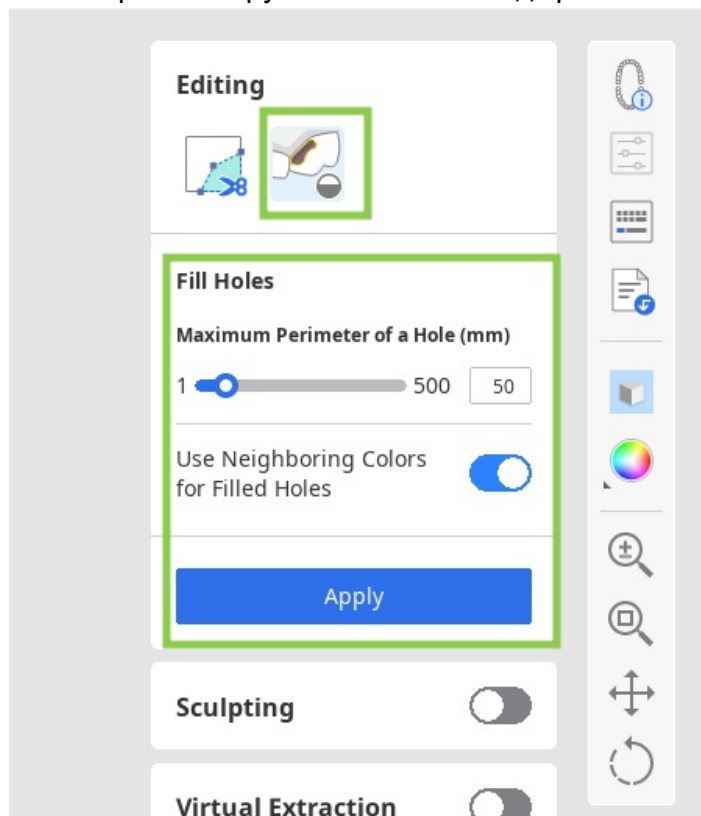 Editing
Fill Holes
Maximum Perimeter of a Hole (mm)
1 500 50
Use Neighboring Colors
for Filled Holes
Apply
Sculpting
Virtual Extraction